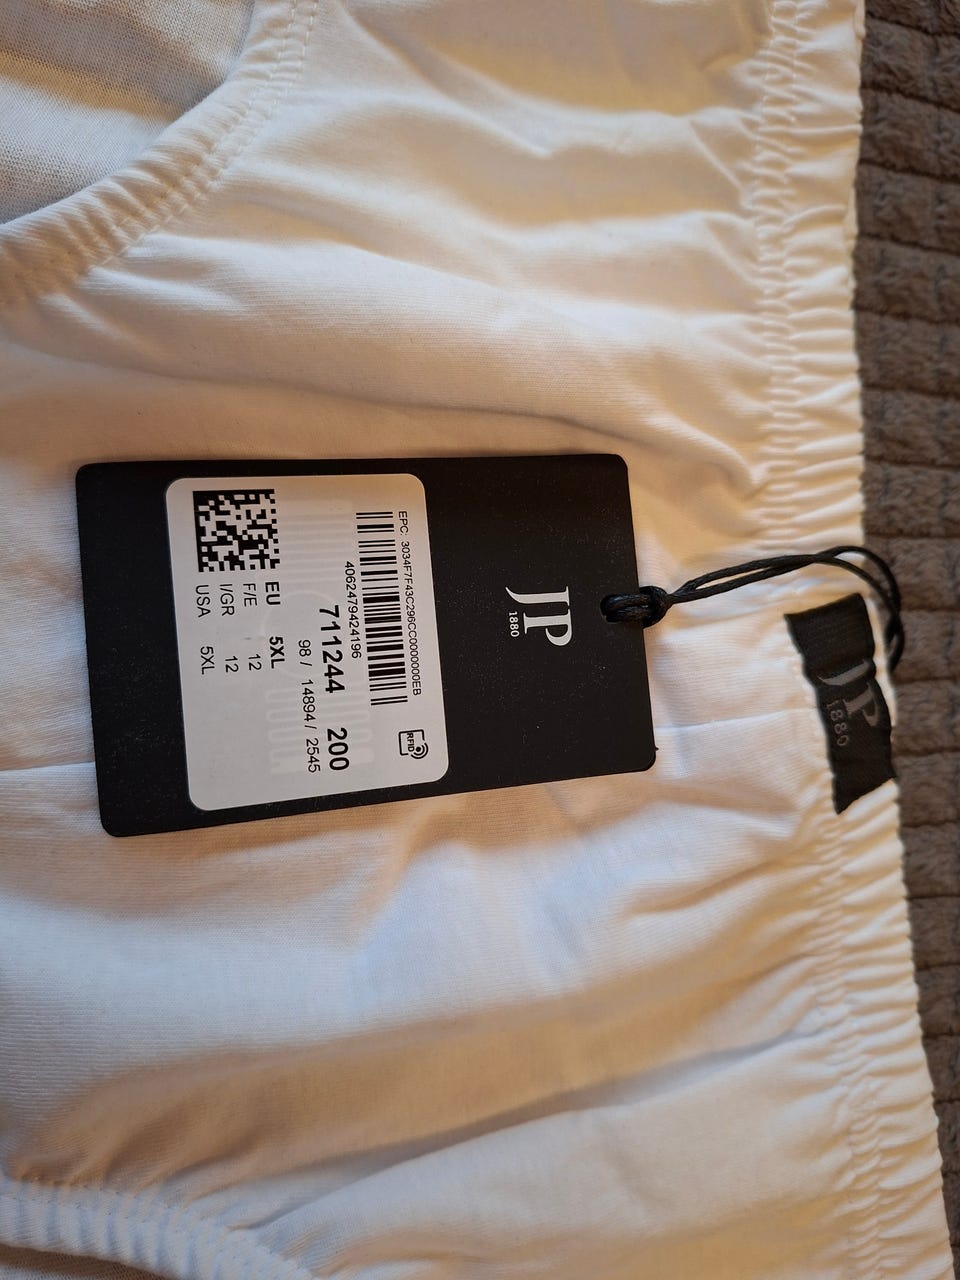 JP
1880
EPC: 3034F7F43C296CC0000000EB
RFID
4062479424196
711244 200
98 / 14894 / 2545
EU 5XL
F/E 12
I/GR 12
USA 5XL
JP
1880